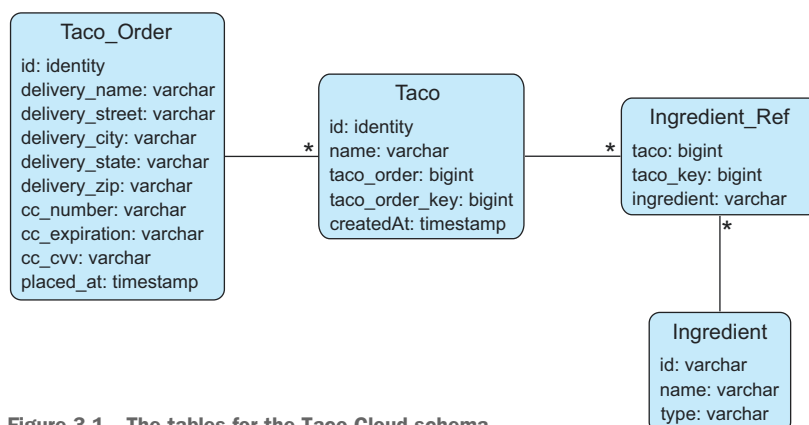 Taco_Order
id: identity
delivery_name: varchar
delivery_street: varchar
delivery_city: varchar
delivery_state: varchar
delivery_zip: varchar
cc_number: varchar
cc_expiration: varchar
cc_cvv: varchar
placed_at: timestamp
*
Taco
id: identity
name: varchar
taco_order: bigint
taco_order_key: bigint
createdAt: timestamp
*
Ingredient_Ref
taco: bigint
taco_key: bigint
ingredient: varchar
*
Ingredient
id: varchar
name: varchar
type: varchar
Figure 3.1 The tables for the Taco Cloud schema